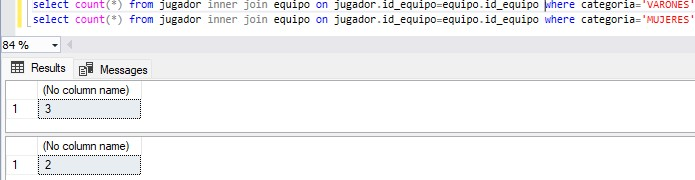 select count(*) from jugador inner join equipo on jugador.id_equipo=equipo.id_equipo where categoria='VARONES'
select count(*) from jugador inner join equipo on jugador.id_equipo=equipo.id_equipo where categoria='MUJERES'
84 %
Results Messages
(No column name)
1 3
(No column name)
1 2